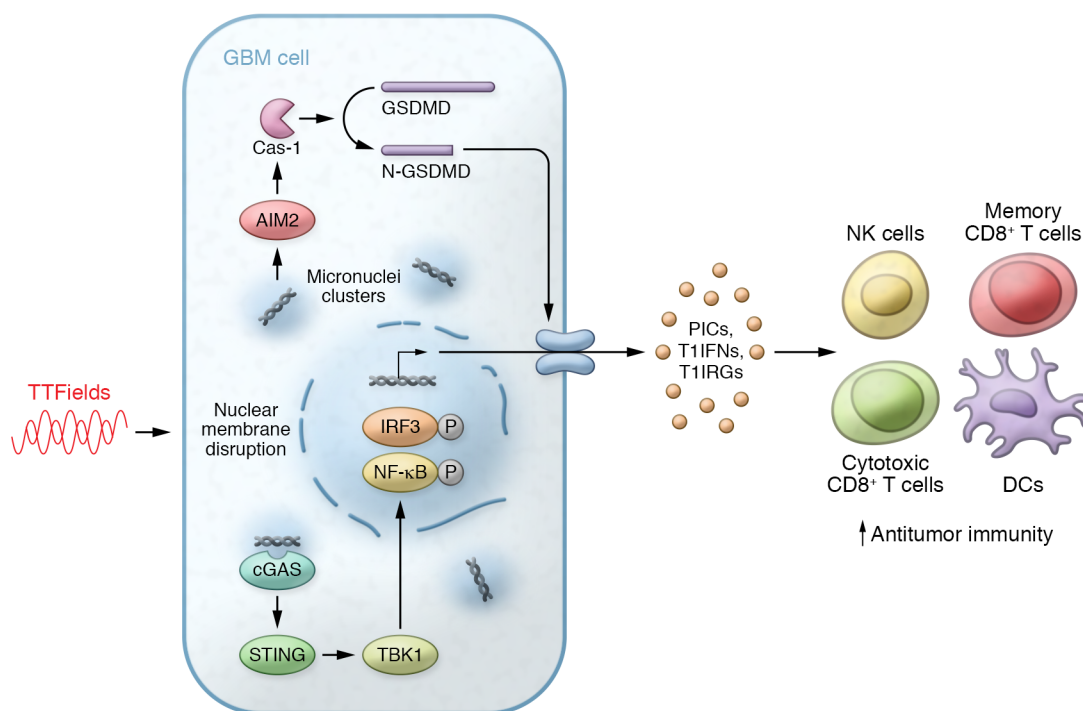 GBM cell
GSDMD
Cas-1
N-GSDMD
AIM2
Micronuclei
clusters
TTFields
Nuclear
membrane
disruption
IRF3
P
NF-κB
P
cGAS
STING
TBK1
PICs,
T1IFNs,
T1IRGs
NK cells
Memory
CD8⁺ T cells
Cytotoxic
CD8⁺ T cells
DCs
Antitumor immunity